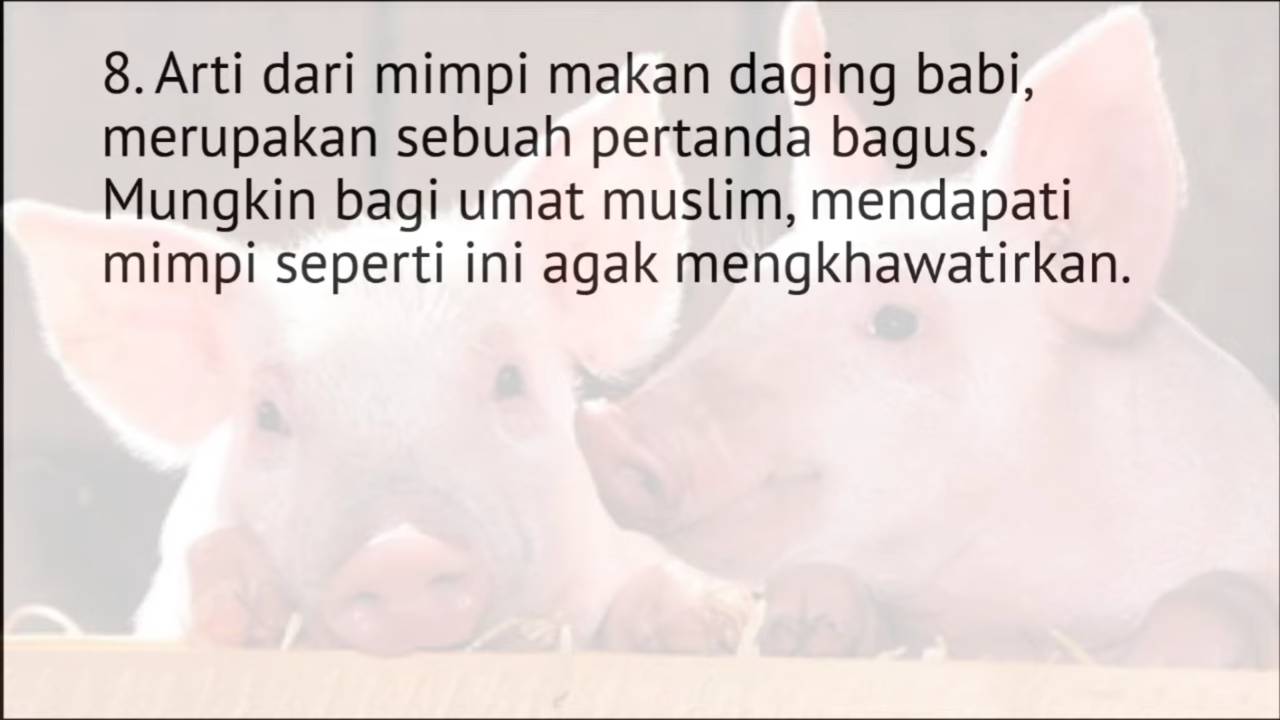 8. Arti dari mimpi makan daging babi,
merupakan sebuah pertanda bagus.
Mungkin bagi umat muslim, mendapati
mimpi seperti ini agak mengkhawatirkan.